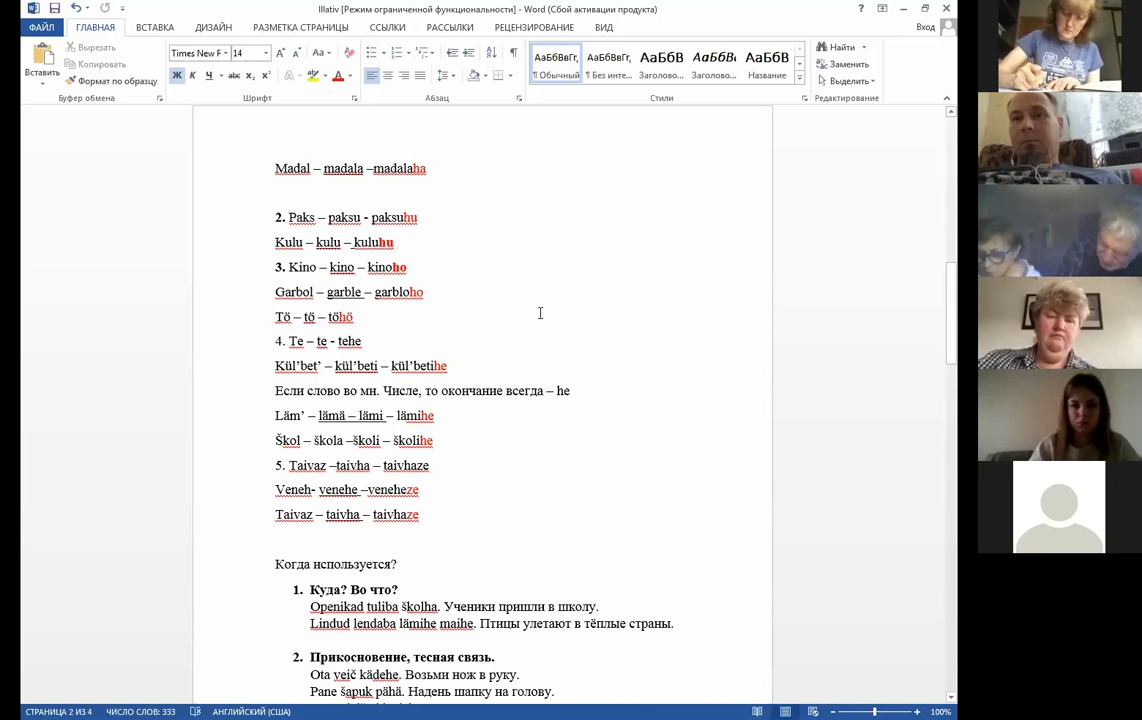 Illativ [Режим ограниченной функциональности] - Word (Сбой активации продукта)
ФАЙЛ ГЛАВНАЯ ВСТАВКА ДИЗАЙН РАЗМЕТКА СТРАНИЦЫ ССЫЛКИ РАССЫЛКИ РЕЦЕНЗИРОВАНИЕ ВИД Вход
Вставить
Вырезать
Копировать
Формат по образцу
Буфер обмена
Times New F 14
Ж К Ч abc x₂ x²
Шрифт
Абзац
АаБбВвГг, АаБбВвГг, АаБбВ АаБбВвГ АаБбВ
¶ Обычный ¶ Без инте... Заголово... Заголово... Название
Стили
Найти
Заменить
Выделить
Редактирование
Madal – madala –madalaha
2. Paks – paksu - paksuhu
Kulu – kulu – kuluhu
3. Kino – kino – kinoho
Garbol – garble – garbloho
Tö – tö – töhö
4. Te – te - tehe
Kül’bet’ – kül’beti – kül’betihe
Если слово во мн. Числе, то окончание всегда – he
Läm’ – lämä – lämi – lämihe
Škol – škola –školi – školihe
5. Taivaz –taivha – taivhaze
Veneh- venehe –veneheze
Taivaz – taivha – taivhaze
Когда используется?
1. Куда? Во что?
Openikad tuliba školha. Ученики пришли в школу.
Lindud lendaba lämihe maihe. Птицы улетают в тёплые страны.
2. Прикосновение, тесная связь.
Ota veič kädehe. Возьми нож в руку.
Pane šapuk pähä. Надень шапку на голову.
СТРАНИЦА 2 ИЗ 4 ЧИСЛО СЛОВ: 333 АНГЛИЙСКИЙ (США) 100%